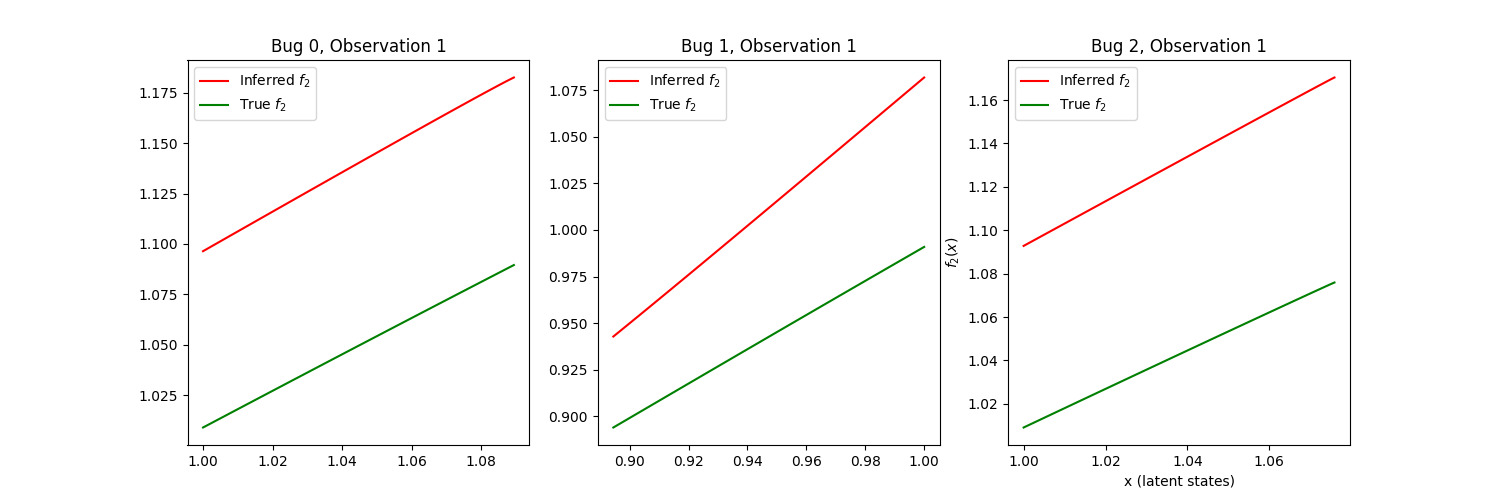 Bug 0, Observation 1
Inferred f₂
True f₂
1.175
1.150
1.125
1.100
1.075
1.050
1.025
1.00 1.02 1.04 1.06 1.08
Bug 1, Observation 1
Inferred f₂
True f₂
1.075
1.050
1.025
1.000
0.975
0.950
0.925
0.900
0.90 0.92 0.94 0.96 0.98 1.00
Bug 2, Observation 1
Inferred f₂
True f₂
f₂(x)
1.16
1.14
1.12
1.10
1.08
1.06
1.04
1.02
1.00 1.02 1.04 1.06
x (latent states)